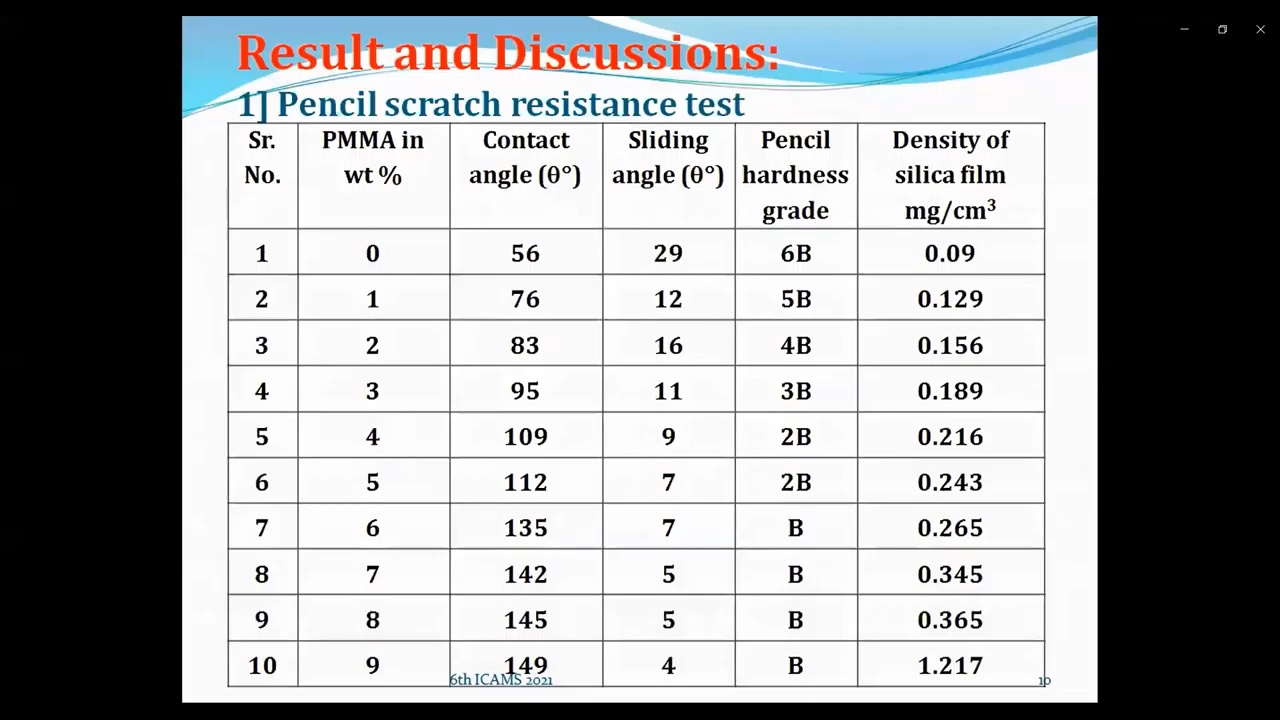 Result and Discussions:
1] Pencil scratch resistance test
Sr. No. PMMA in wt % Contact angle (θ°) Sliding angle (θ°) Pencil hardness grade Density of silica film mg/cm³
1 0 56 29 6B 0.09
2 1 76 12 5B 0.129
3 2 83 16 4B 0.156
4 3 95 11 3B 0.189
5 4 109 9 2B 0.216
6 5 112 7 2B 0.243
7 6 135 7 B 0.265
8 7 142 5 B 0.345
9 8 145 5 B 0.365
10 9 149 4 B 1.217
6th ICAMS 2021 10